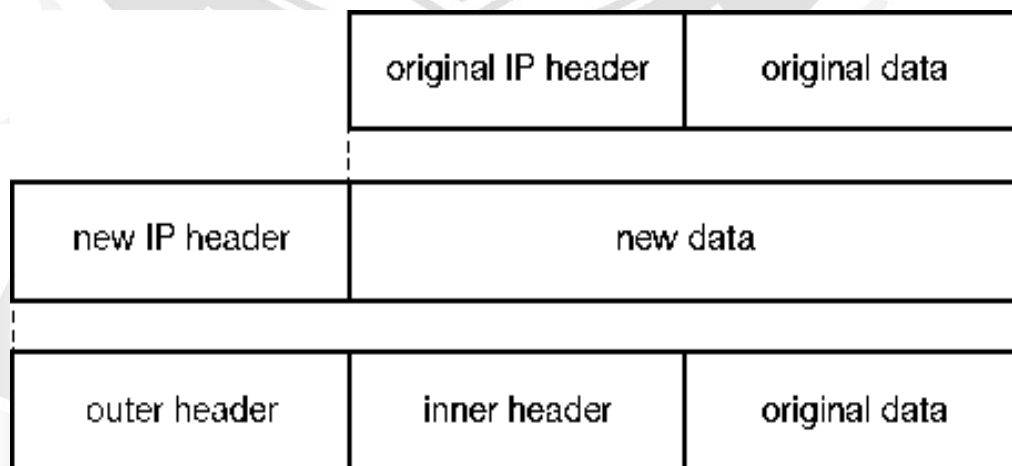 original IP header original data
new IP header new data
outer header inner header original data